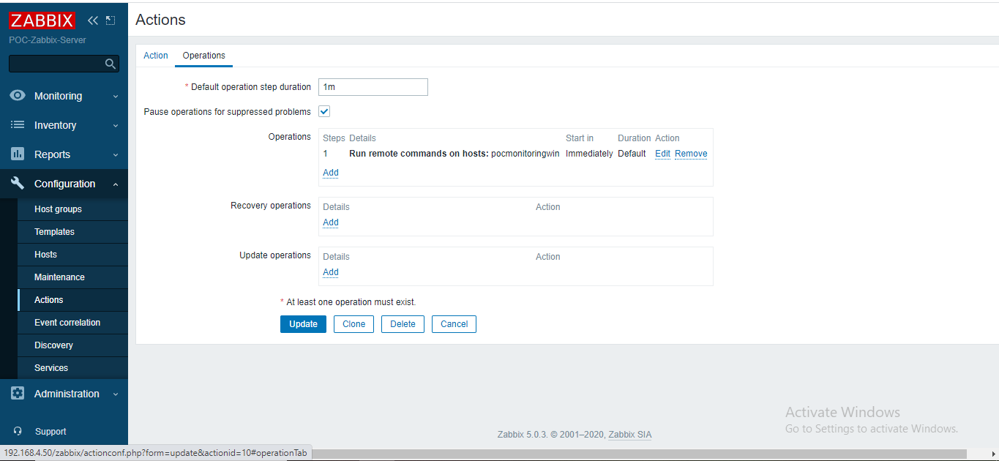 ZABBIX
POC-Zabbix-Server
Monitoring
Inventory
Reports
Configuration
Host groups
Templates
Hosts
Maintenance
Actions
Event correlation
Discovery
Services
Administration
Support
Actions
Action Operations
* Default operation step duration 1m
Pause operations for suppressed problems
Operations
Steps Details Start in Duration Action
1 Run remote commands on hosts: pocmonitoringwin Immediately Default Edit Remove
Add
Recovery operations
Details Action
Add
Update operations
Details Action
Add
* At least one operation must exist.
Update Clone Delete Cancel
Zabbix 5.0.3. © 2001–2020, Zabbix SIA
Activate Windows
Go to Settings to activate Windows.
192.168.4.50/zabbix/actionconf.php?form=update&actionid=10#operationTab